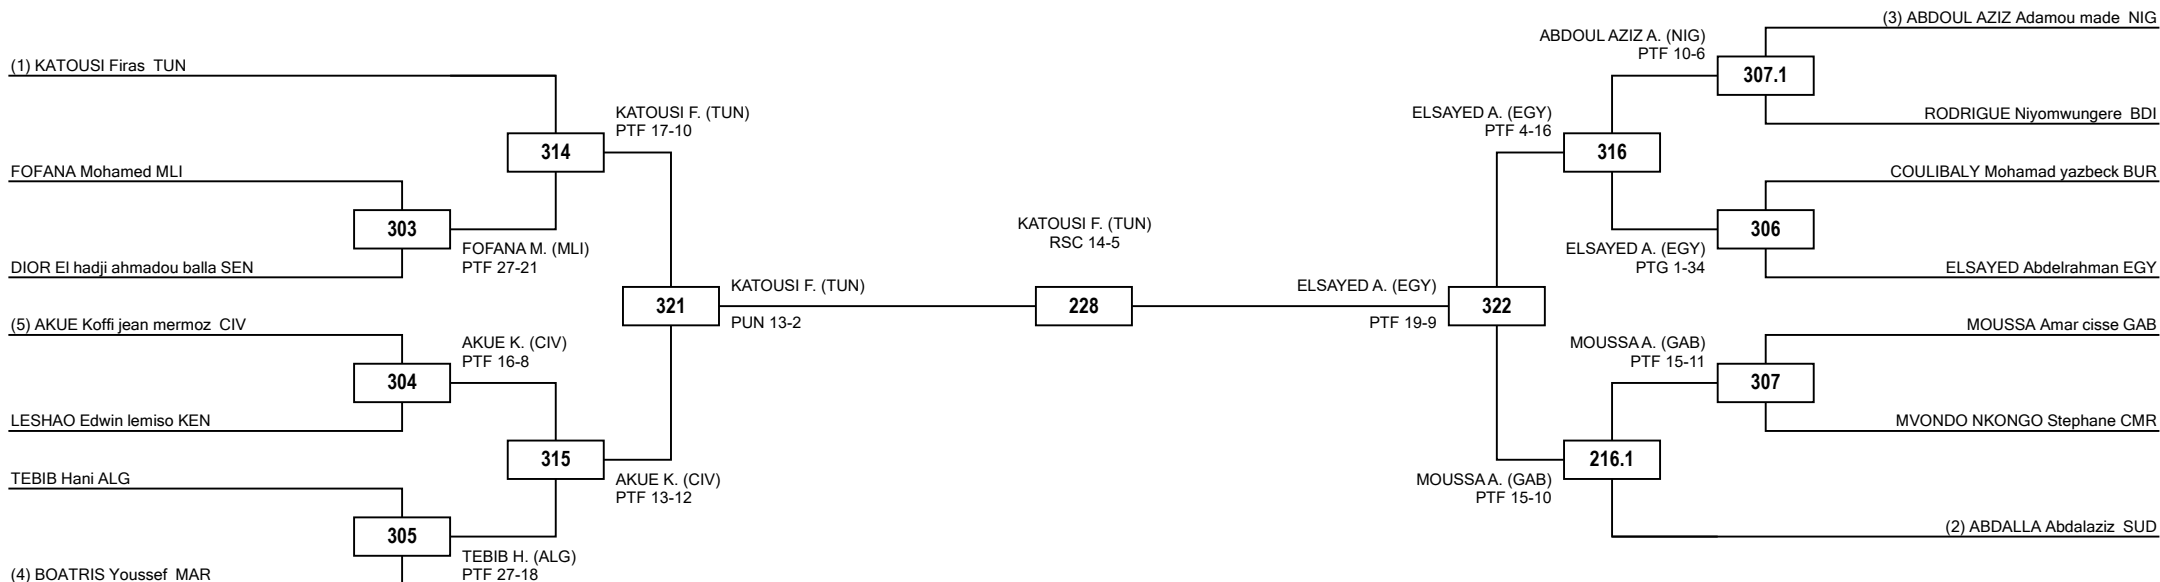 (3) ABDOUL AZIZ Adamou made NIG
ABDOUL AZIZ A. (NIG)
PTF 10-6
(1) KATOUSI Firas TUN
307.1
KATOUSI F. (TUN)
PTF 17-10
ELSAYED A. (EGY)
PTF 4-16
RODRIGUE Niyomwungere BDI
314
316
FOFANA Mohamed MLI
COULIBALY Mohamad yazbeck BUR
303
KATOUSI F. (TUN)
RSC 14-5
306
FOFANA M. (MLI)
PTF 27-21
ELSAYED A. (EGY)
PTG 1-34
DIOR El hadji ahmadou balla SEN
ELSAYED Abdelrahman EGY
321
KATOUSI F. (TUN)
PUN 13-2
228
ELSAYED A. (EGY)
PTF 19-9
322
(5) AKUE Koffi jean mermoz CIV
MOUSSA Amar cisse GAB
AKUE K. (CIV)
PTF 16-8
MOUSSA A. (GAB)
PTF 15-11
304
307
LESHAO Edwin lemiso KEN
MVONDO NKONGO Stephane CMR
315
216.1
TEBIB Hani ALG
AKUE K. (CIV)
PTF 13-12
MOUSSA A. (GAB)
PTF 15-10
305
(2) ABDALLA Abdalaziz SUD
TEBIB H. (ALG)
PTF 27-18
(4) BOATRIS Youssef MAR